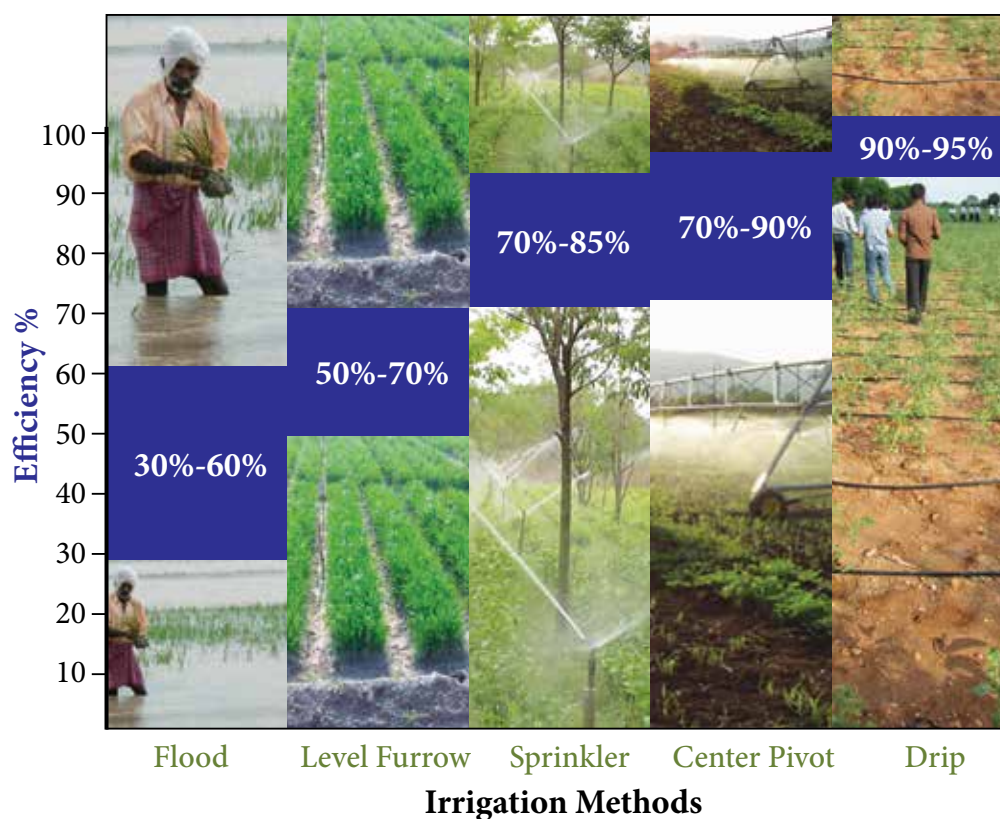 100
90
80
70
60
50
40
30
20
10
Efficiency %
30%-60%
50%-70%
70%-85%
70%-90%
90%-95%
Flood
Level Furrow
Sprinkler
Center Pivot
Drip
Irrigation Methods